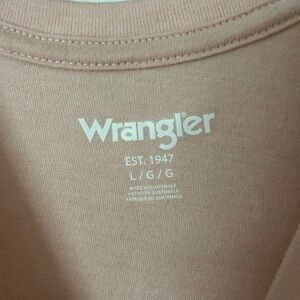 Wrangler
EST. 1947
L / G / G
MADE IN GUATEMALA
HECHO EN GUATEMALA
FABRIQUÉ AU GUATEMALA